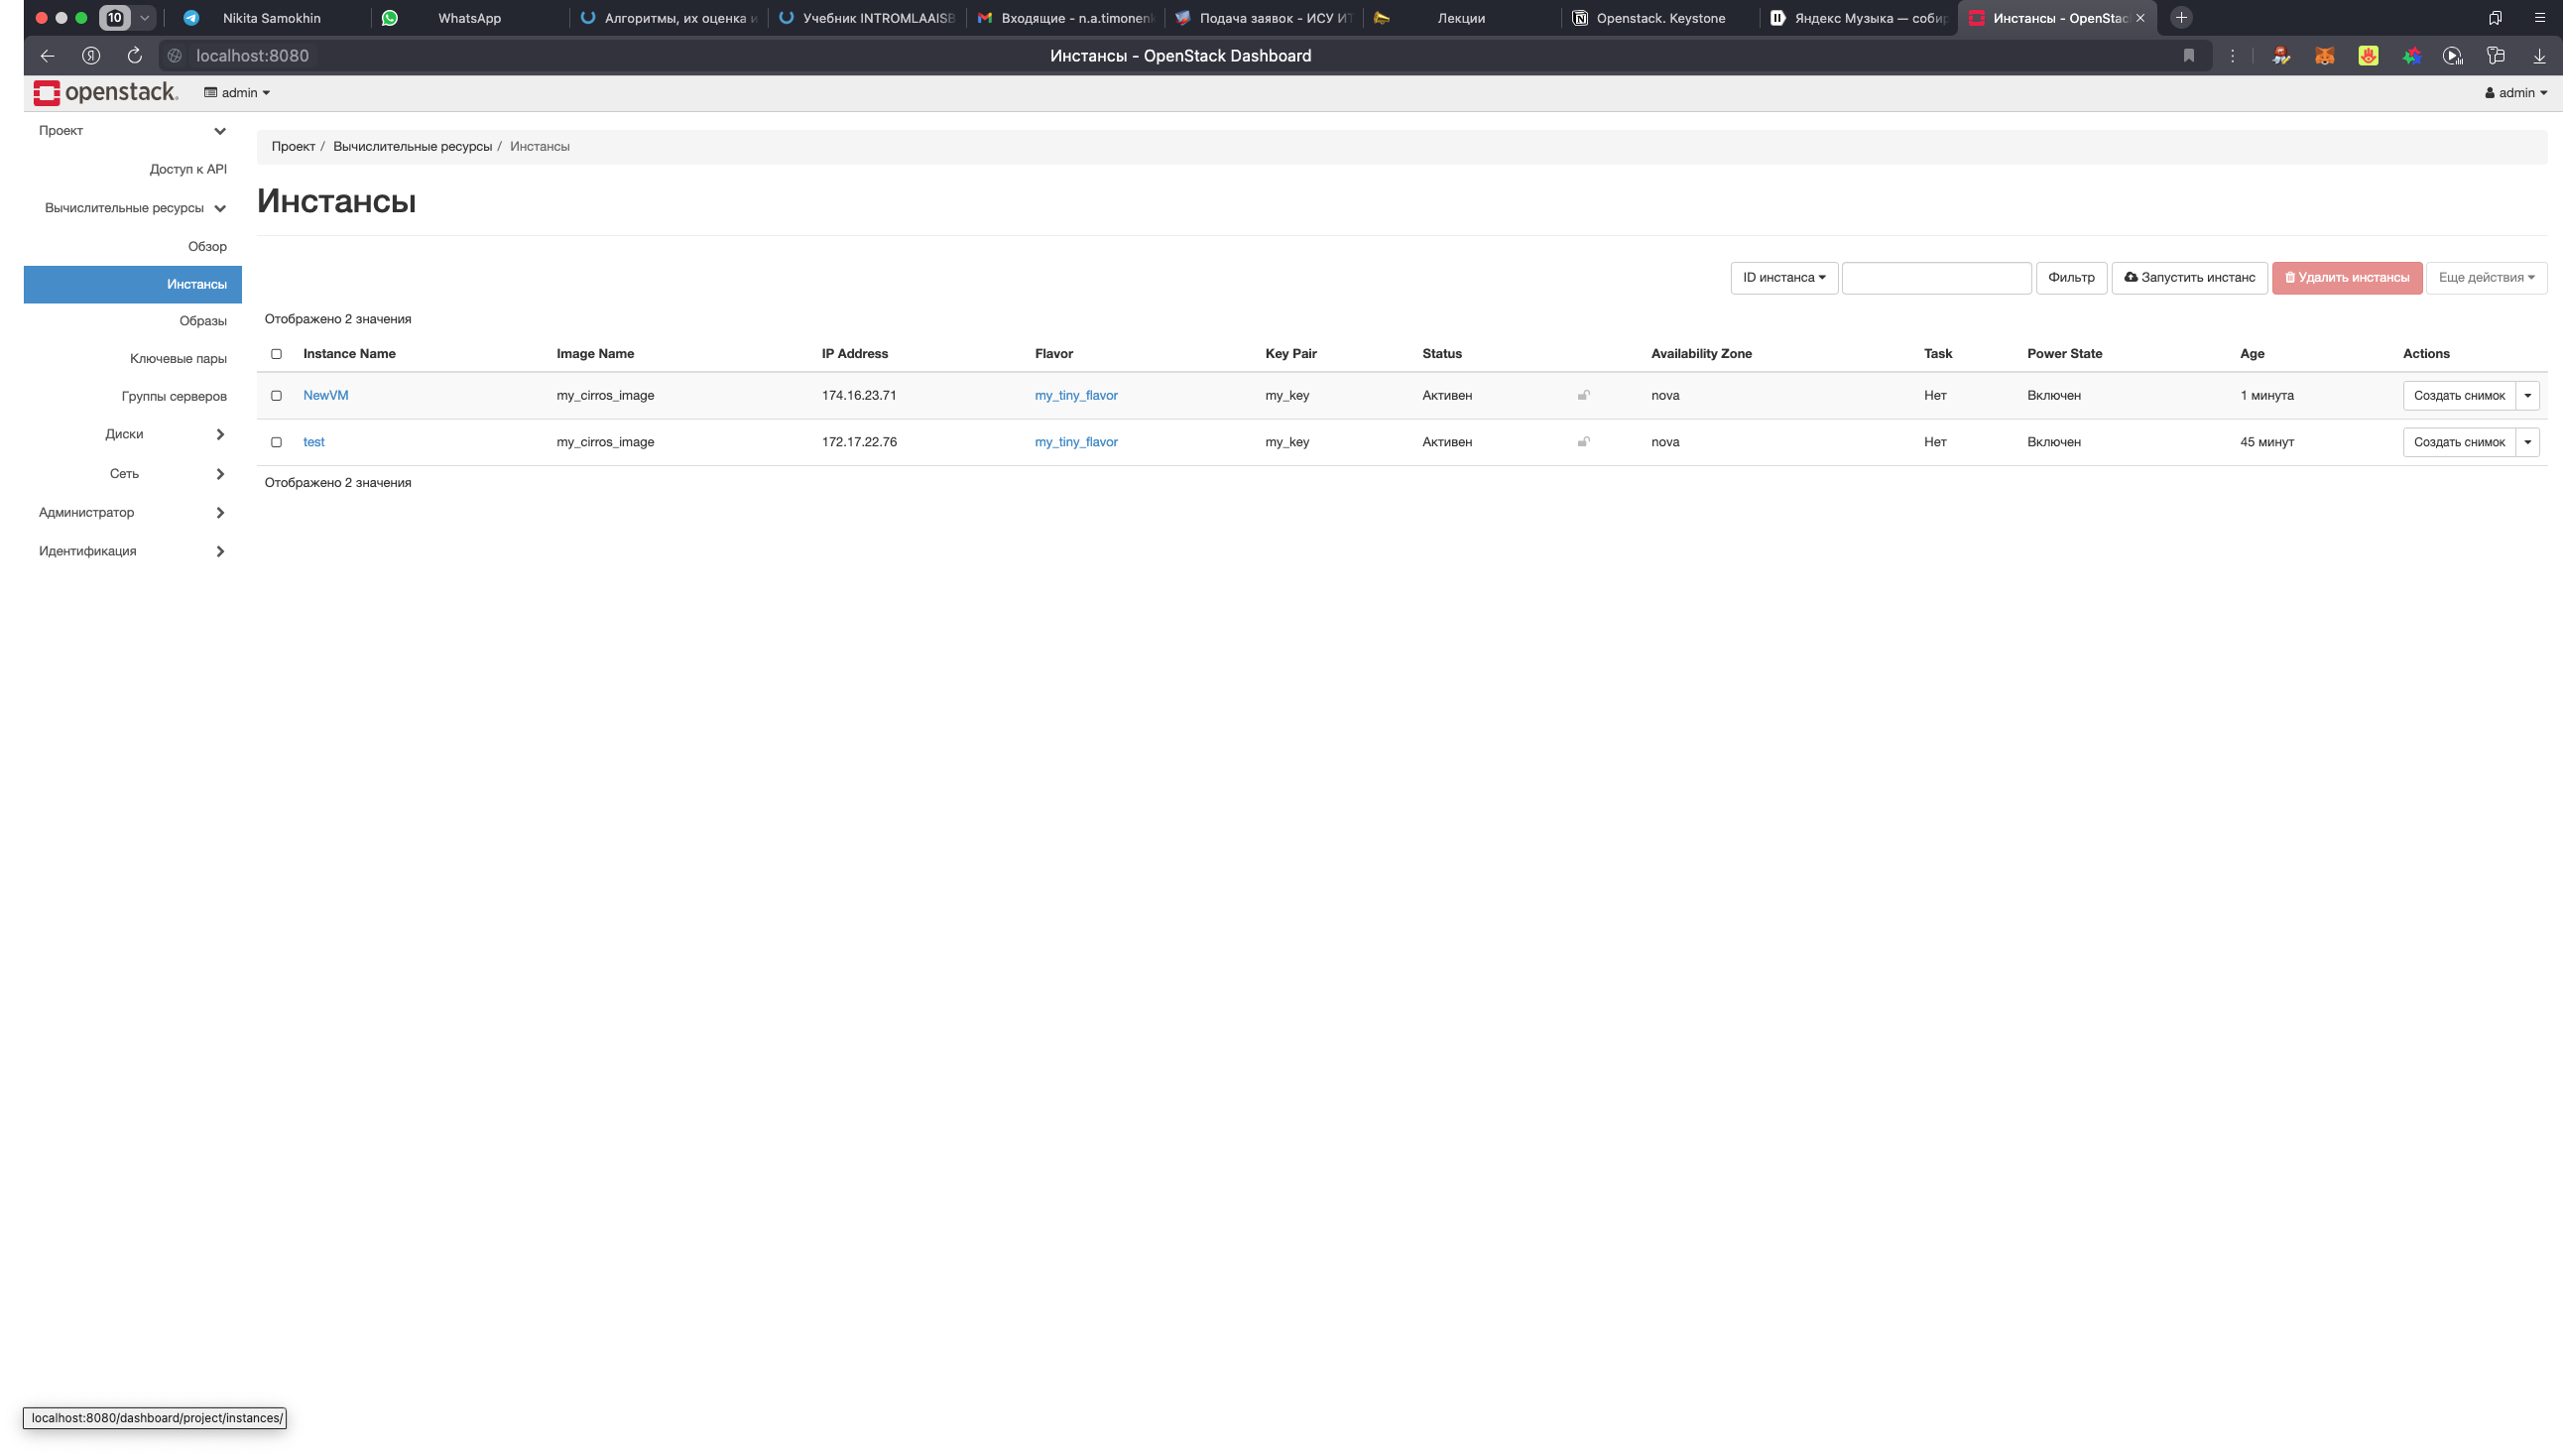 10 Nikita Samokhin WhatsApp Алгоритмы, их оценка и Учебник INTROMLAAISB Входящие - n.a.timonenk Подача заявок - ИСУ ИТ Лекции Openstack. Keystone Яндекс Музыка — собир Инстансы - OpenStac
localhost:8080 Инстансы - OpenStack Dashboard
openstack. admin admin
Проект
Доступ к API
Вычислительные ресурсы
Обзор
Инстансы
Образы
Ключевые пары
Группы серверов
Диски
Сеть
Администратор
Идентификация
Проект / Вычислительные ресурсы / Инстансы
Инстансы
ID инстанса Фильтр Запустить инстанс Удалить инстансы Еще действия
Отображено 2 значения
Instance Name Image Name IP Address Flavor Key Pair Status Availability Zone Task Power State Age Actions
NewVM my_cirros_image 174.16.23.71 my_tiny_flavor my_key Активен nova Нет Включен 1 минута Создать снимок
test my_cirros_image 172.17.22.76 my_tiny_flavor my_key Активен nova Нет Включен 45 минут Создать снимок
Отображено 2 значения
localhost:8080/dashboard/project/instances/